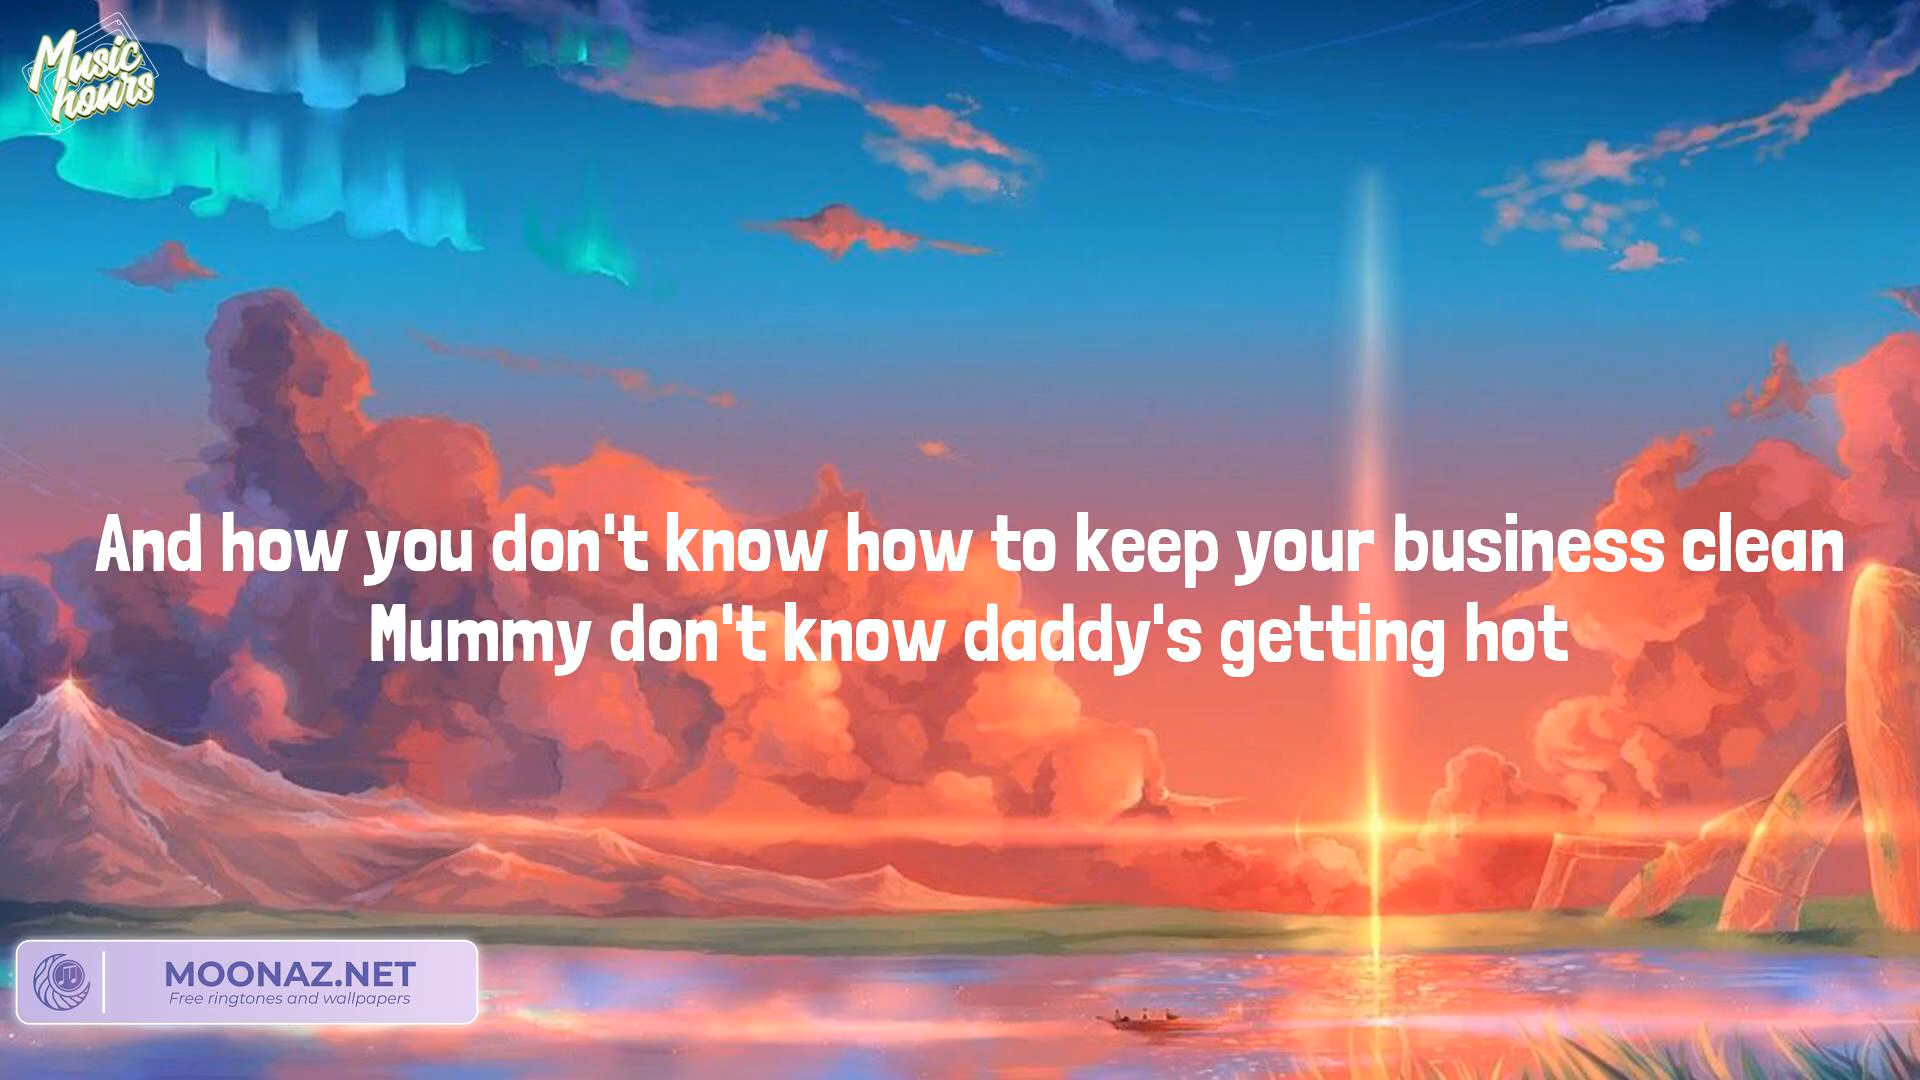 Music
hours
And how you don't know how to keep your business clean
Mummy don't know daddy's getting hot
MOONAZ.NET
Free ringtones and wallpapers